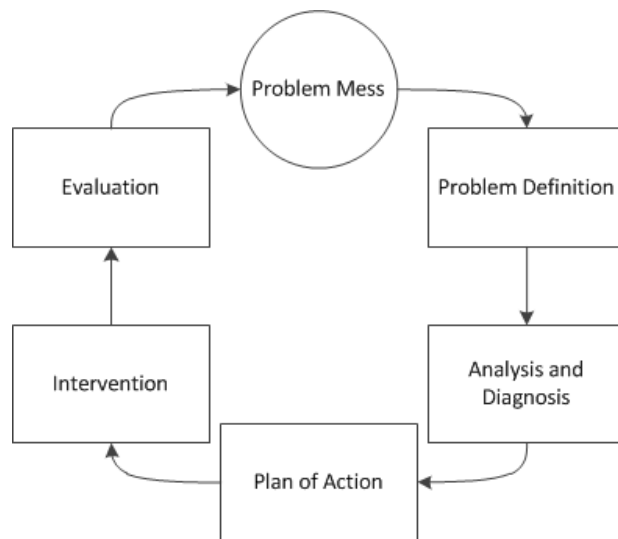 Problem Mess
Problem Definition
Analysis and
Diagnosis
Plan of Action
Intervention
Evaluation